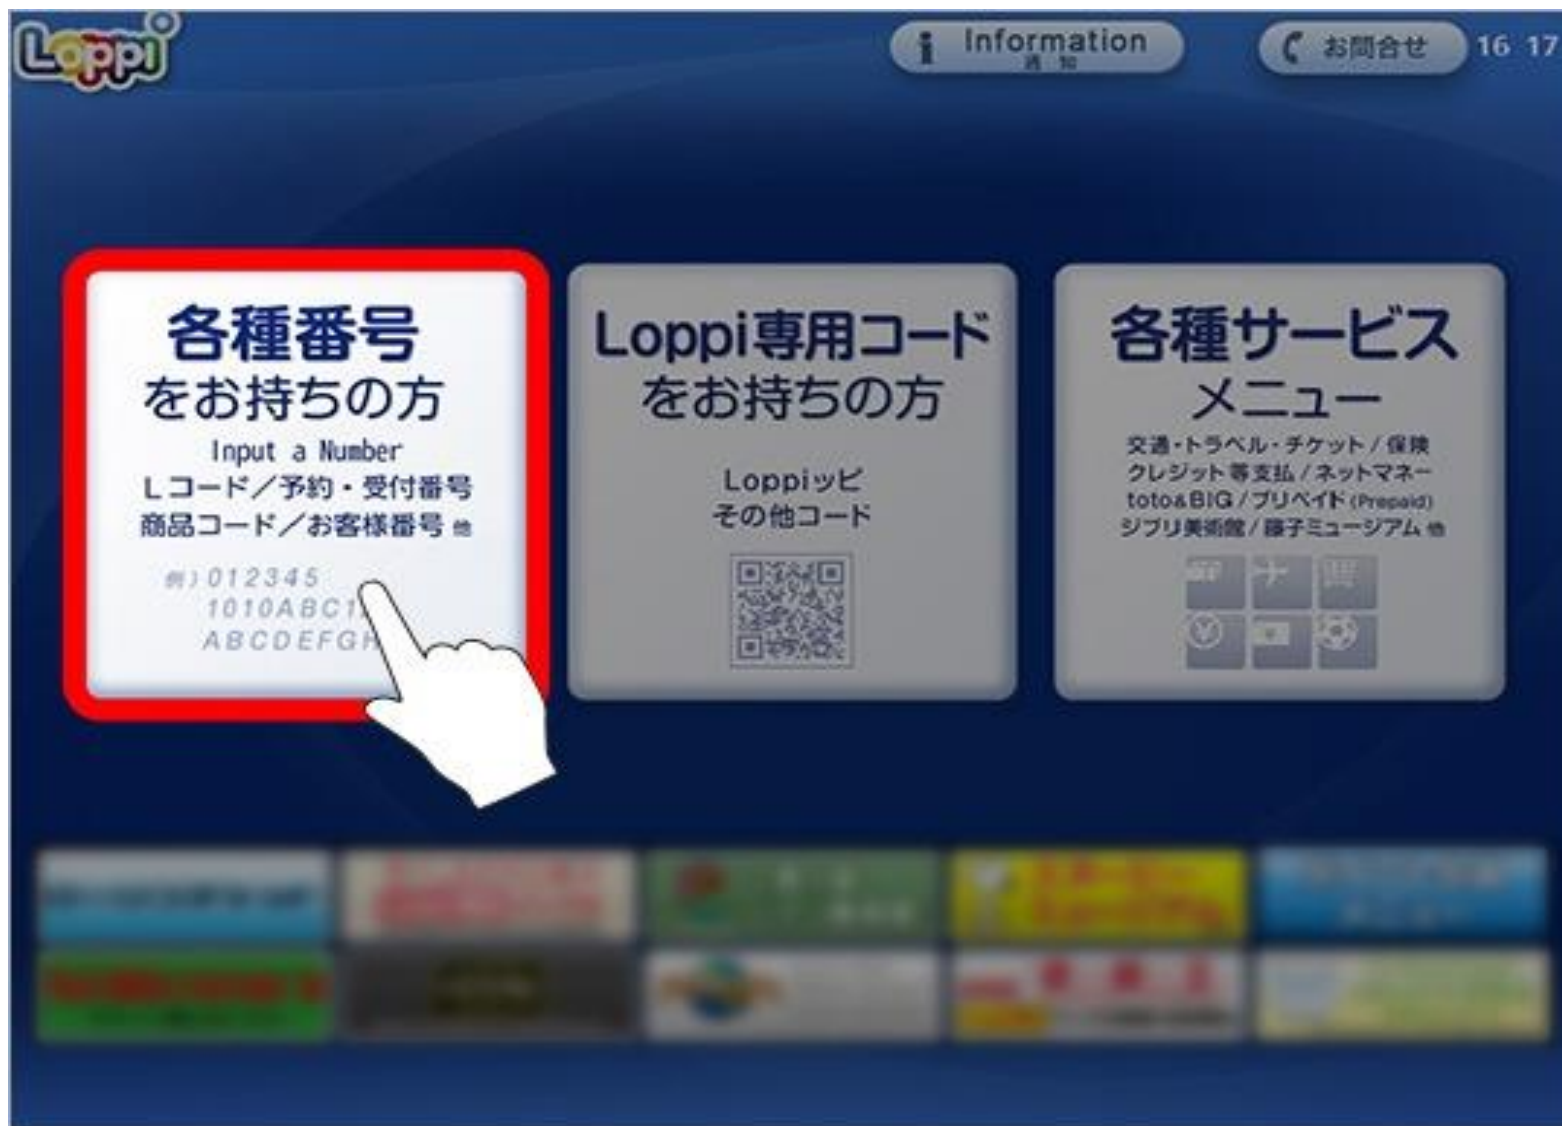 Loppi
Information
通知
お問合せ
16 17
各種番号
をお持ちの方
Input a Number
Lコード／予約・受付番号
商品コード／お客様番号 他
例) 012345
1010ABC1
ABCDEFGH
Loppi専用コード
をお持ちの方
Loppiッピ
その他コード
各種サービス
メニュー
交通・トラベル・チケット / 保険
クレジット等支払 / ネットマネー
toto&BIG / プリペイド (Prepaid)
ジブリ美術館 / 藤子ミュージアム 他